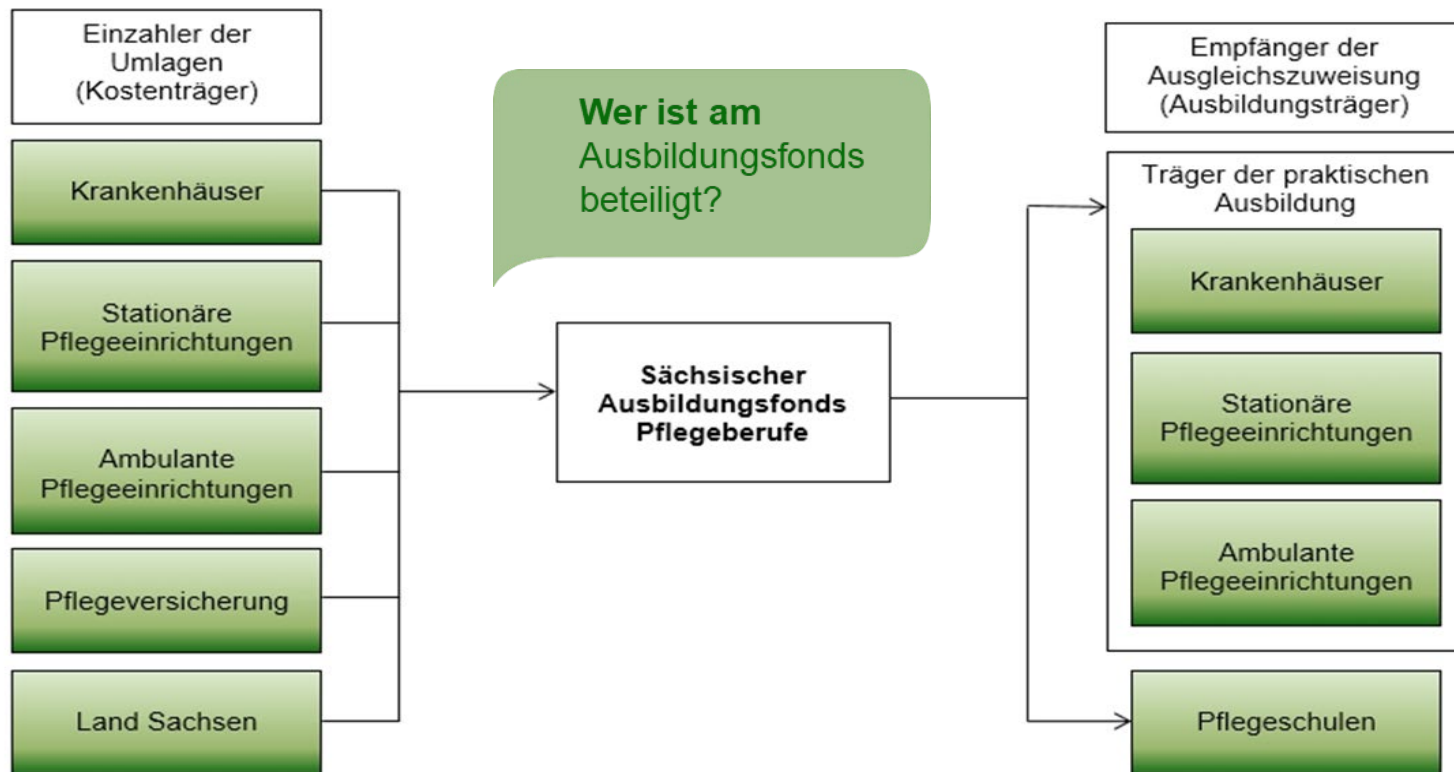 Einzahler der
Umlagen
(Kostenträger)
Krankenhäuser
Stationäre
Pflegeeinrichtungen
Ambulante
Pflegeeinrichtungen
Pflegeversicherung
Land Sachsen
Wer ist am
Ausbildungsfonds
beteiligt?
Sächsischer
Ausbildungsfonds
Pflegeberufe
Empfänger der
Ausgleichszuweisung
(Ausbildungsträger)
Träger der praktischen
Ausbildung
Krankenhäuser
Stationäre
Pflegeeinrichtungen
Ambulante
Pflegeeinrichtungen
Pflegeschulen